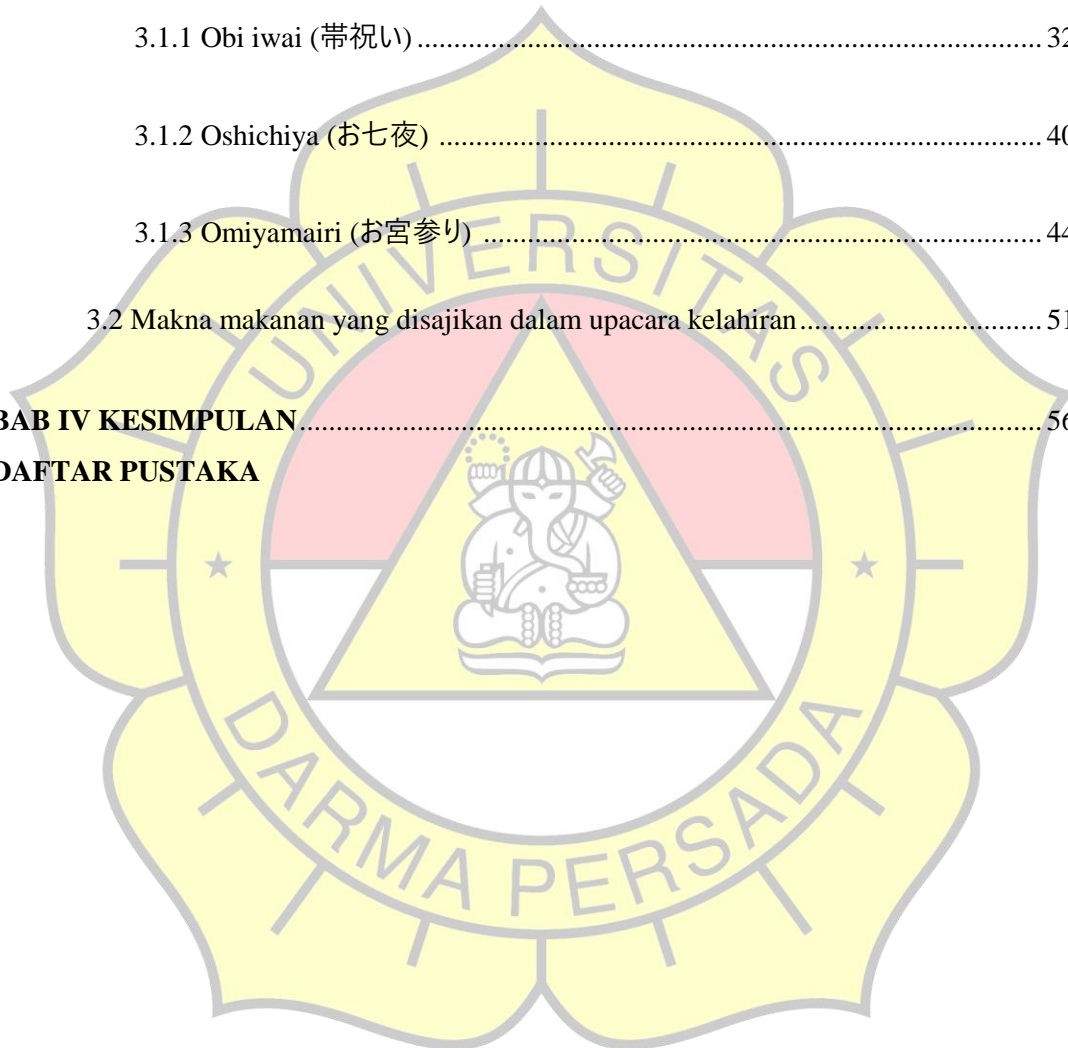 3.1.1 Obi iwai (帯祝い) ..................................................................................... 32
3.1.2 Oshichiya (お七夜) .................................................................................. 40
3.1.3 Omiyamairi (お宮参り) ............................................................................ 44
3.2 Makna makanan yang disajikan dalam upacara kelahiran ................................. 51
BAB IV KESIMPULAN ..................................................................................................... 56
DAFTAR PUSTAKA
UNIVERSITAS
DARMA PERSADA